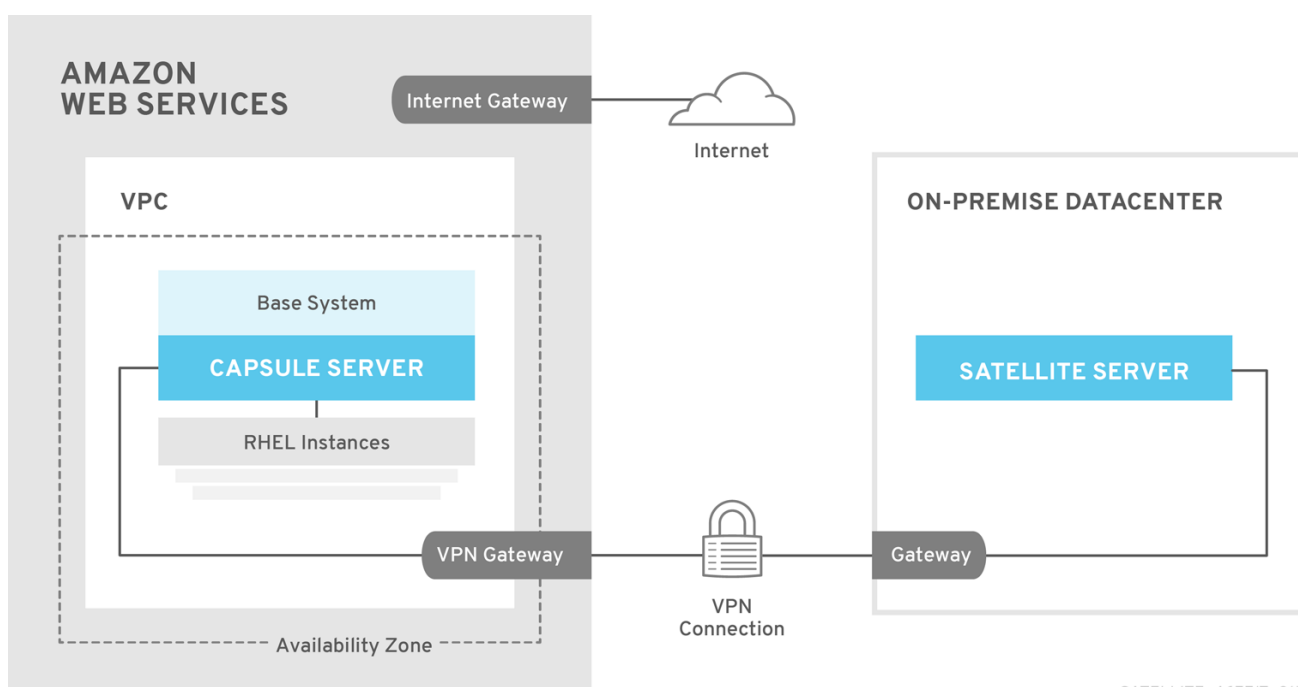 AMAZON
WEB SERVICES
Internet Gateway
Internet
VPC
ON-PREMISE DATACENTER
Base System
CAPSULE SERVER
SATELLITE SERVER
RHEL Instances
VPN Gateway
Gateway
VPN
Connection
Availability Zone